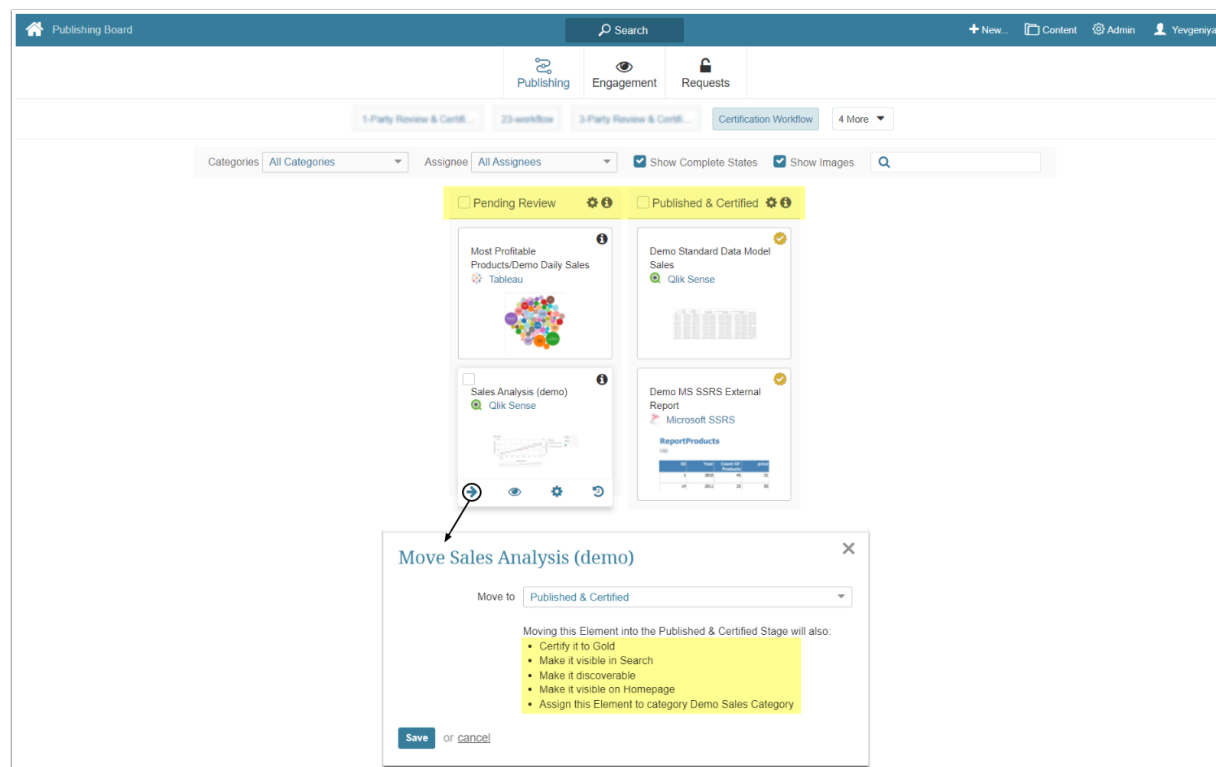 Publishing Board
Search
New...
Content
Admin
Yevgeniya
Publishing
Engagement
Requests
1-Party Review & Certifi...
23-workflow
3-Party Review & Certifi...
Certification Workflow
4 More
Categories
All Categories
Assignee
All Assignees
Show Complete States
Show Images
Pending Review
Published & Certified
Most Profitable
Products/Demo Daily Sales
Tableau
Demo Standard Data Model
Sales
Qlik Sense
Sales Analysis (demo)
Qlik Sense
Demo MS SSRS External
Report
Microsoft SSRS
ReportProducts
Year Count Of Products price
Move Sales Analysis (demo)
Move to
Published & Certified
Moving this Element into the Published & Certified Stage will also:
• Certify it to Gold
• Make it visible in Search
• Make it discoverable
• Make it visible on Homepage
• Assign this Element to category Demo Sales Category
Save or cancel